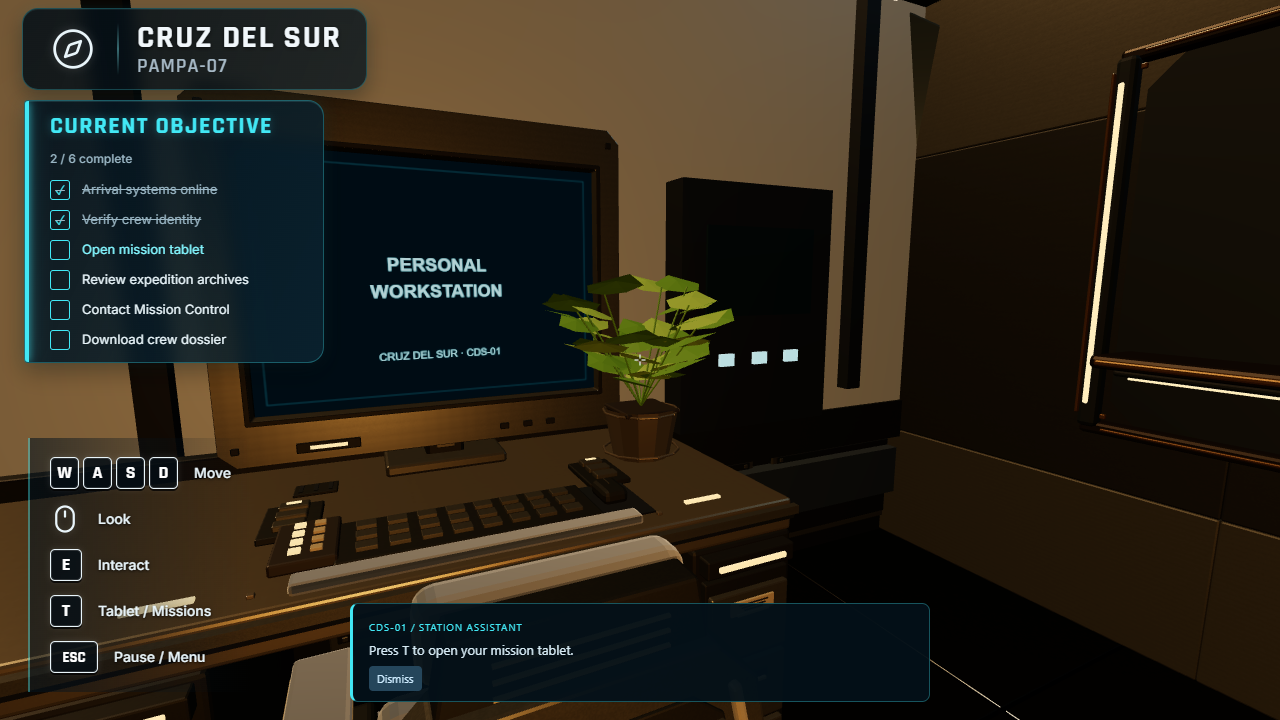 CRUZ DEL SUR
PAMPA-07
CURRENT OBJECTIVE
2 / 6 complete
Arrival systems online
Verify crew identity
Open mission tablet
Review expedition archives
Contact Mission Control
Download crew dossier
PERSONAL
WORKSTATION
CRUZ DEL SUR · CDS-01
W A S D Move
Look
E Interact
T Tablet / Missions
ESC Pause / Menu
CDS-01 / STATION ASSISTANT
Press T to open your mission tablet.
Dismiss